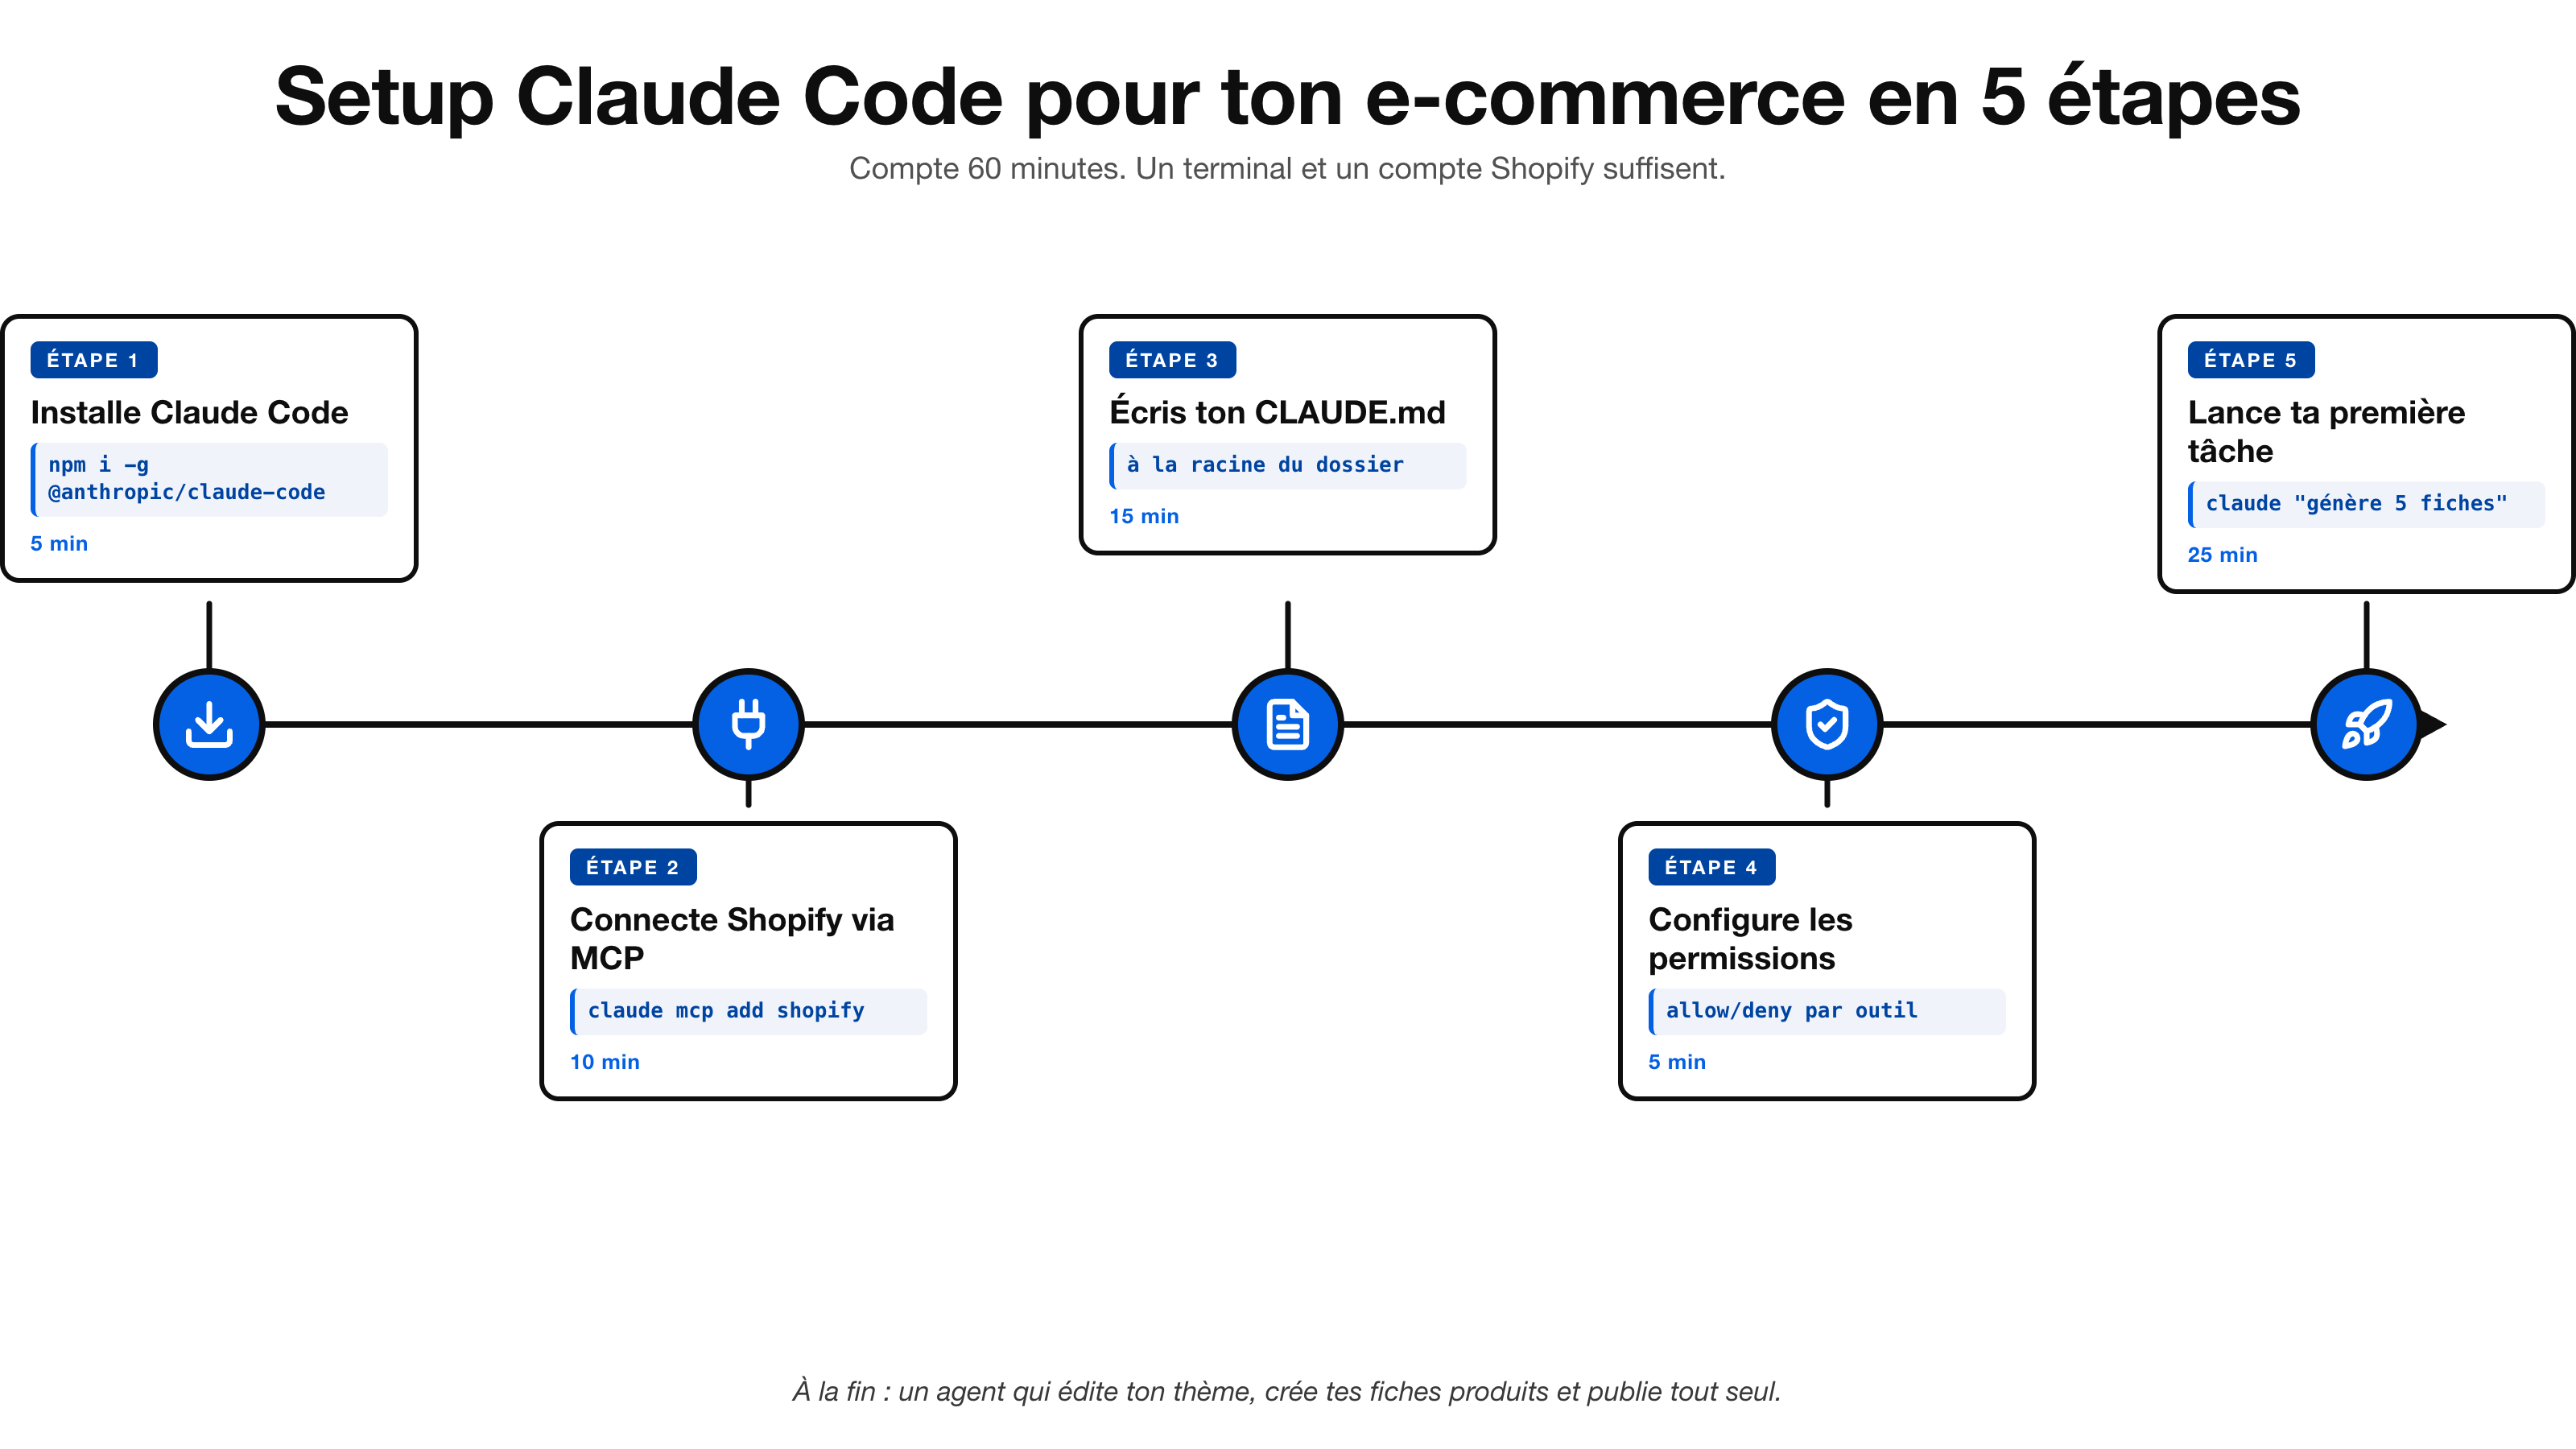 Setup Claude Code pour ton e-commerce en 5 étapes
Compte 60 minutes. Un terminal et un compte Shopify suffisent.
ÉTAPE 1
Installe Claude Code
npm i -g
@anthropic/claude-code
5 min
ÉTAPE 2
Connecte Shopify via
MCP
claude mcp add shopify
10 min
ÉTAPE 3
Écris ton CLAUDE.md
à la racine du dossier
15 min
ÉTAPE 4
Configure les
permissions
allow/deny par outil
5 min
ÉTAPE 5
Lance ta première
tâche
claude "génère 5 fiches"
25 min
À la fin : un agent qui édite ton thème, crée tes fiches produits et publie tout seul.